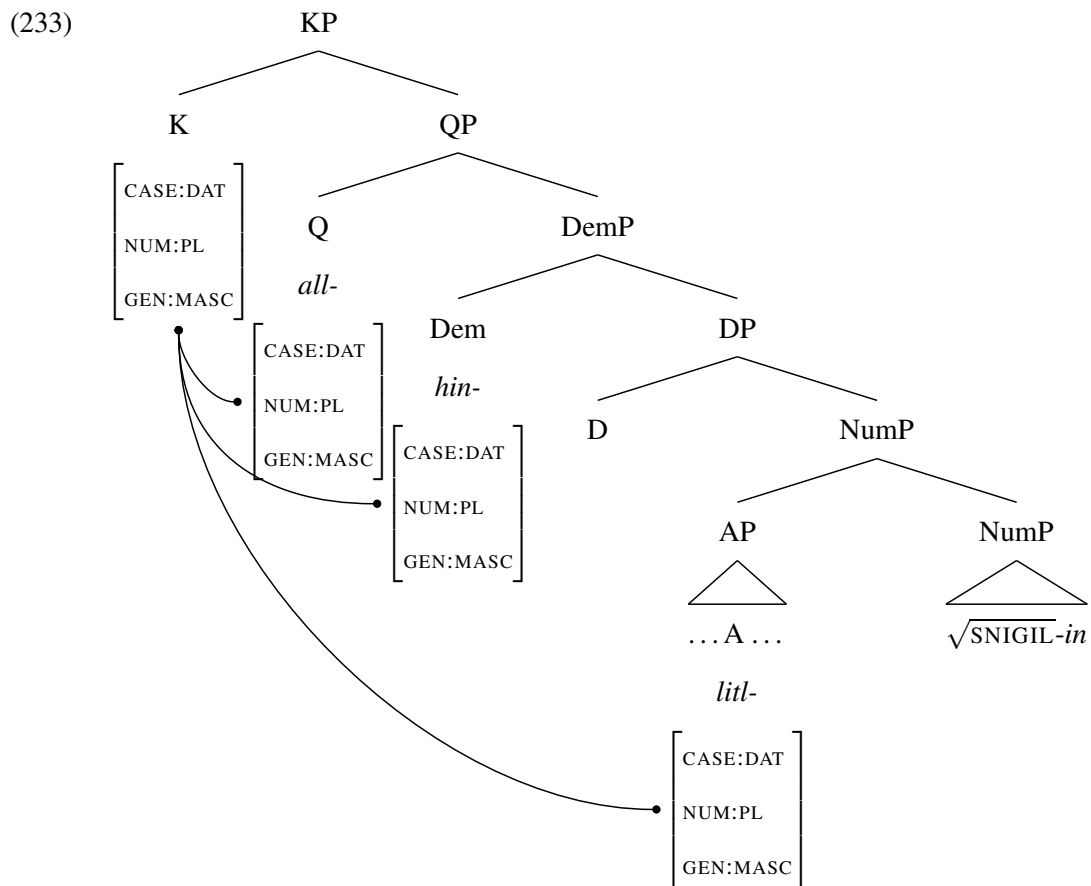 (233)
KP
K QP
CASE:DAT
NUM:PL
GEN:MASC
Q DemP
all-
CASE:DAT
NUM:PL
GEN:MASC
Dem DP
hin-
CASE:DAT
NUM:PL
GEN:MASC
D NumP
AP NumP
...A... √SNIGIL-in
litl-
CASE:DAT
NUM:PL
GEN:MASC